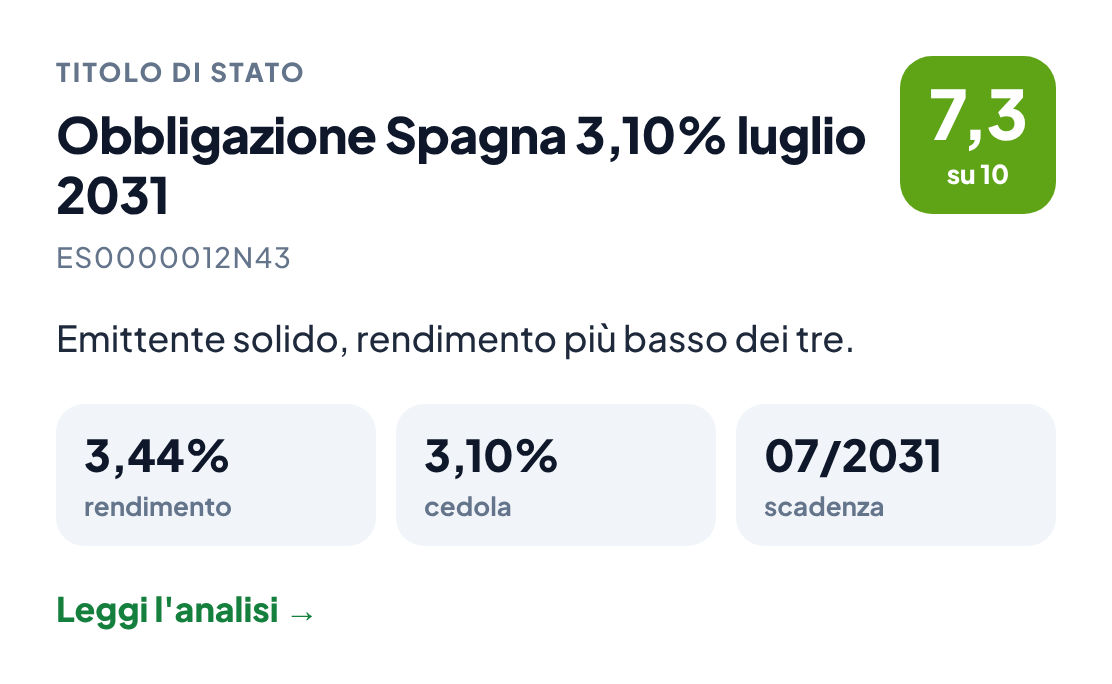 TITOLO DI STATO
Obbligazione Spagna 3,10% luglio
2031
ES0000012N43
7,3
su 10
Emittente solido, rendimento più basso dei tre.
3,44%
rendimento
3,10%
cedola
07/2031
scadenza
Leggi l'analisi →